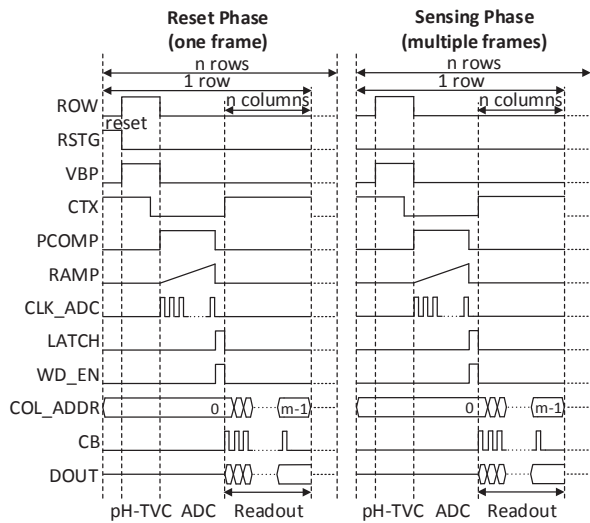 Reset Phase
(one frame)
Sensing Phase
(multiple frames)
n rows
n rows
1 row
1 row
ROW
n columns
n columns
reset
RSTG
VBP
CTX
PCOMP
RAMP
CLK_ADC
LATCH
WD_EN
COL_ADDR
0
m-1
0
m-1
CB
DOUT
pH-TVC ADC Readout
pH-TVC ADC Readout